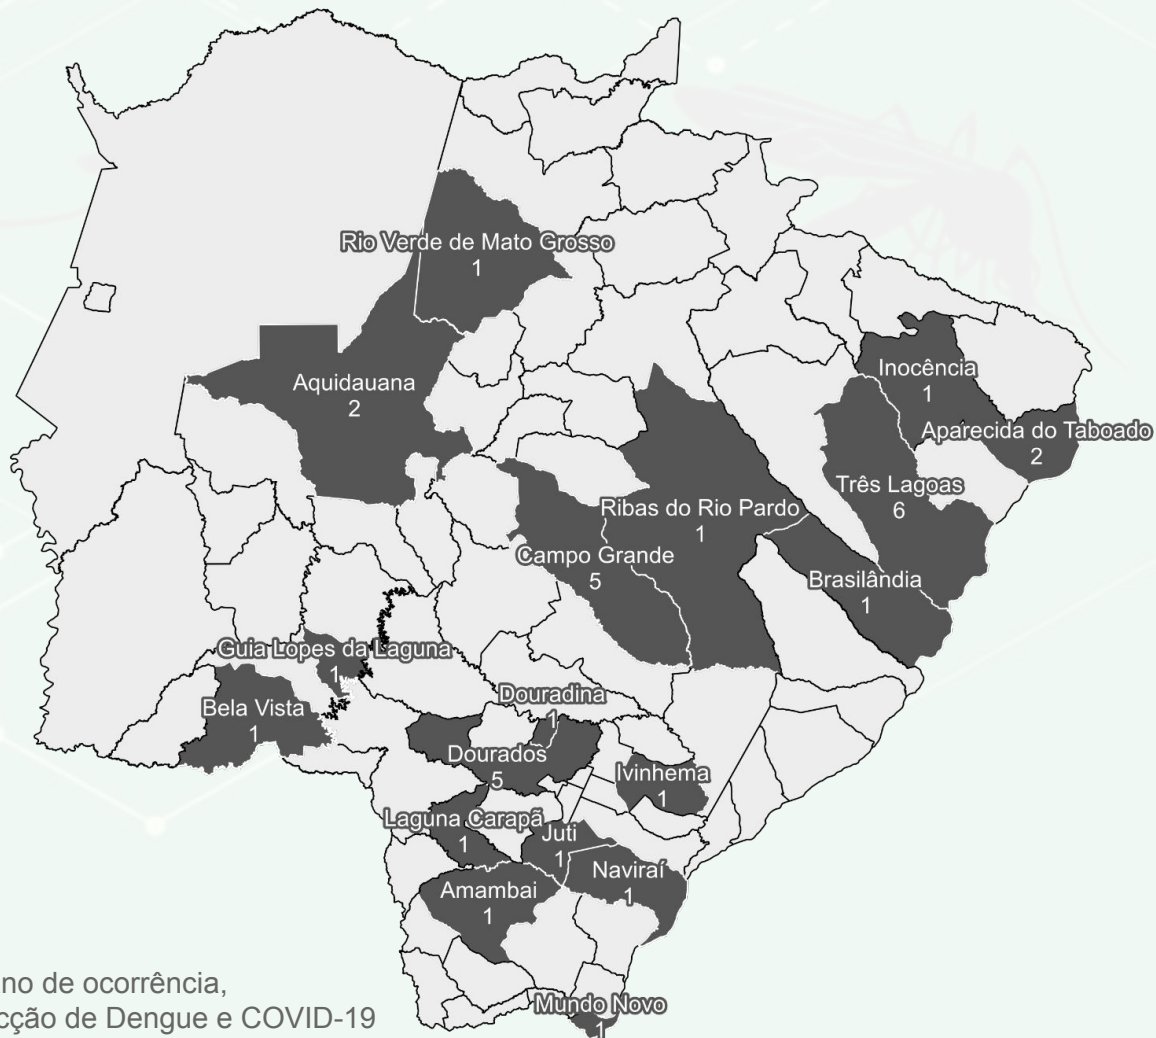 Rio Verde de Mato Grosso
1
Aquidauana
2
Inocência
1
Aparecida do Taboado
2
Três Lagoas
6
Ribas do Rio Pardo
1
Campo Grande
5
Brasilândia
1
Guia Lopes da Laguna
1
Bela Vista
1
Douradina
1
Dourados
5
Ivinhema
1
Laguna Carapã
1
Juti
1
Naviraí
1
Amambai
1
Mundo Novo
1
no de ocorrência,
cção de Dengue e COVID-19